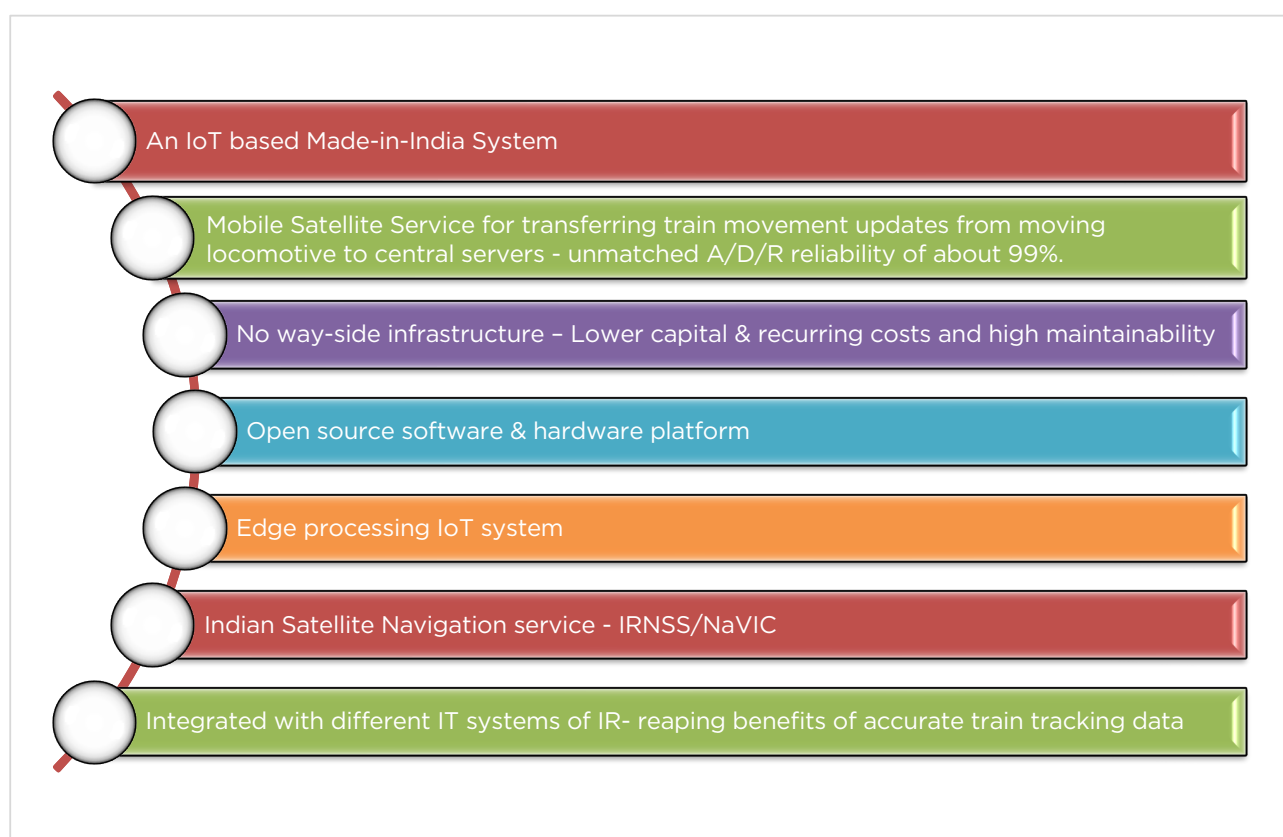 An IoT based Made-in-India System
Mobile Satellite Service for transferring train movement updates from moving
locomotive to central servers - unmatched A/D/R reliability of about 99%.
No way-side infrastructure – Lower capital & recurring costs and high maintainability
Open source software & hardware platform
Edge processing IoT system
Indian Satellite Navigation service - IRNSS/NaVIC
Integrated with different IT systems of IR- reaping benefits of accurate train tracking data